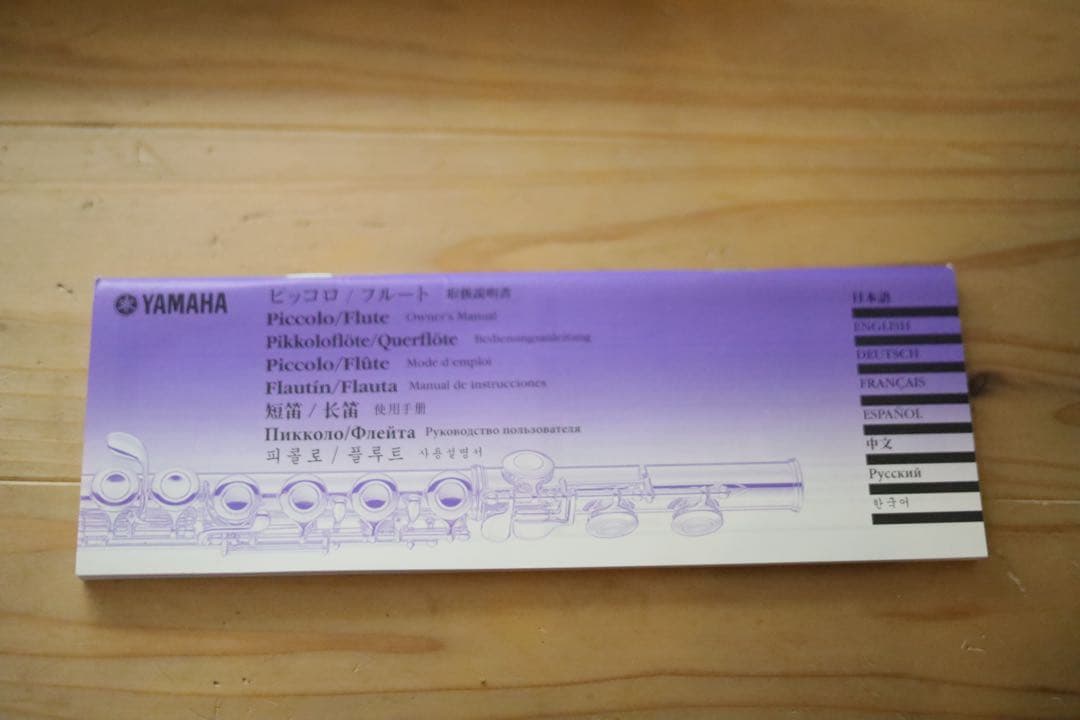 YAMAHA
ピッコロ / フルート 取扱説明書
Piccolo/Flute Owner's Manual
Pikkoloflöte/Querflöte Bedienungsanleitung
Piccolo/Flûte Mode d'emploi
Flautín/Flauta Manual de instrucciones
短笛 / 长笛 使用手册
Пикколо/Флейта Руководство пользователя
피콜로 / 플루트 사용설명서
日本語
ENGLISH
DEUTSCH
FRANÇAIS
ESPAÑOL
中文
Русский
한국어